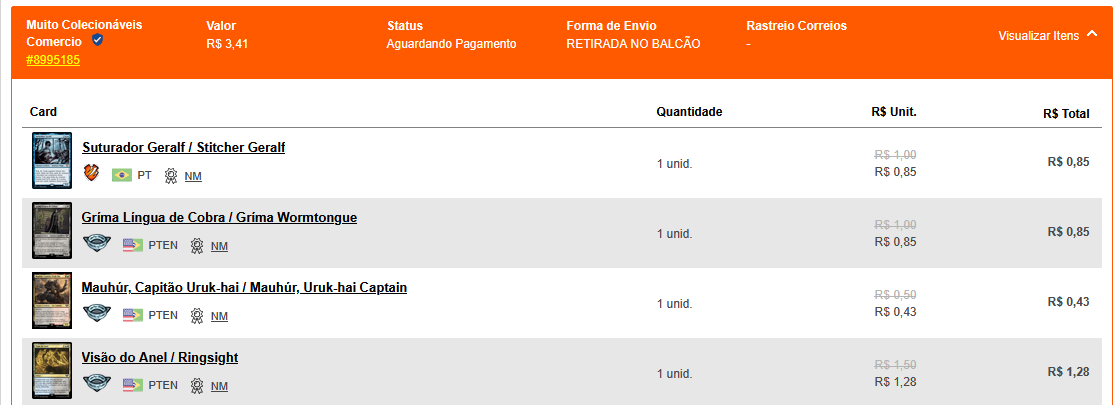 Muito Colecionáveis Comercio
Valor
Status
Forma de Envio
Rastreio Correios
#8995185
R$ 3,41
Aguardando Pagamento
RETIRADA NO BALCÃO
-
Visualizar Itens
Card
Quantidade
R$ Unit.
R$ Total
Suturador Geralf / Stitcher Geralf
PT
NM
1 unid.
R$ 1,00
R$ 0,85
R$ 0,85
Gríma Língua de Cobra / Gríma Wormtongue
PTEN
NM
1 unid.
R$ 1,00
R$ 0,85
R$ 0,85
Mauhúr, Capitão Uruk-hai / Mauhúr, Uruk-hai Captain
PTEN
NM
1 unid.
R$ 0,50
R$ 0,43
R$ 0,43
Visão do Anel / Ringsight
PTEN
NM
1 unid.
R$ 1,50
R$ 1,28
R$ 1,28